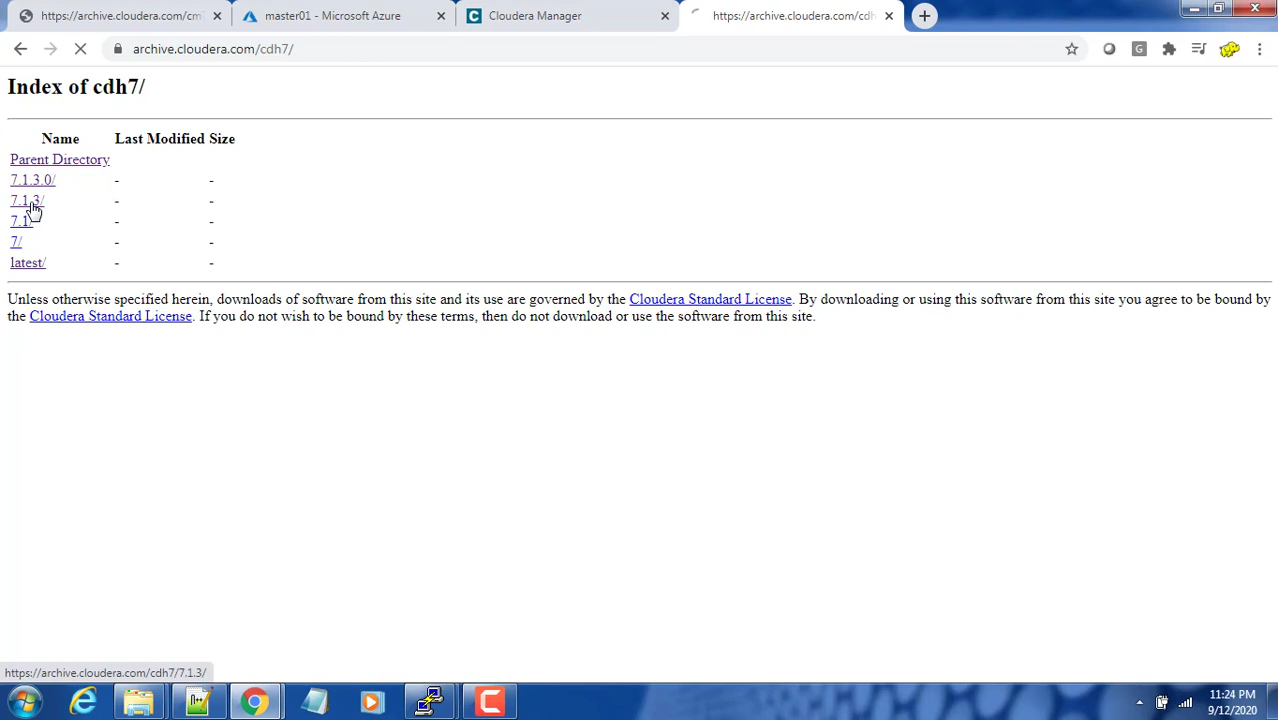 https://archive.cloudera.com/cm
master01 - Microsoft Azure
Cloudera Manager
https://archive.cloudera.com/cdh
archive.cloudera.com/cdh7/
Index of cdh7/
Name Last Modified Size
Parent Directory
7.1.3.0/ - -
7.1.3/ - -
7.1/ - -
7/ - -
latest/ - -
Unless otherwise specified herein, downloads of software from this site and its use are governed by the Cloudera Standard License. By downloading or using this software from this site you agree to be bound by
the Cloudera Standard License. If you do not wish to be bound by these terms, then do not download or use the software from this site.
https://archive.cloudera.com/cdh7/7.1.3/
11:24 PM
9/12/2020